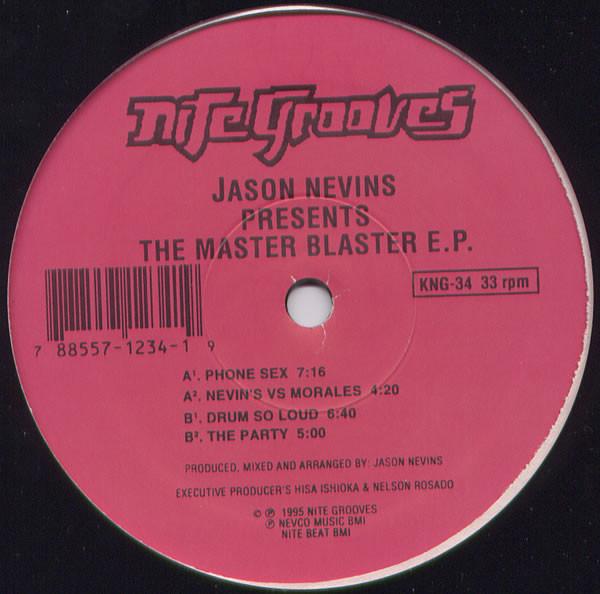 NITE GROOVES
JASON NEVINS
PRESENTS
THE MASTER BLASTER E.P.
KNG-34 33 rpm
7 88557-1234-1 9
A¹. PHONE SEX 7:16
A². NEVIN'S VS MORALES 4:20
B¹. DRUM SO LOUD 6:40
B². THE PARTY 5:00
PRODUCED, MIXED AND ARRANGED BY: JASON NEVINS
EXECUTIVE PRODUCER'S HISA ISHIOKA & NELSON ROSADO
© ℗ 1995 NITE GROOVES
℗ NEVCO MUSIC BMI
NITE BEAT BMI